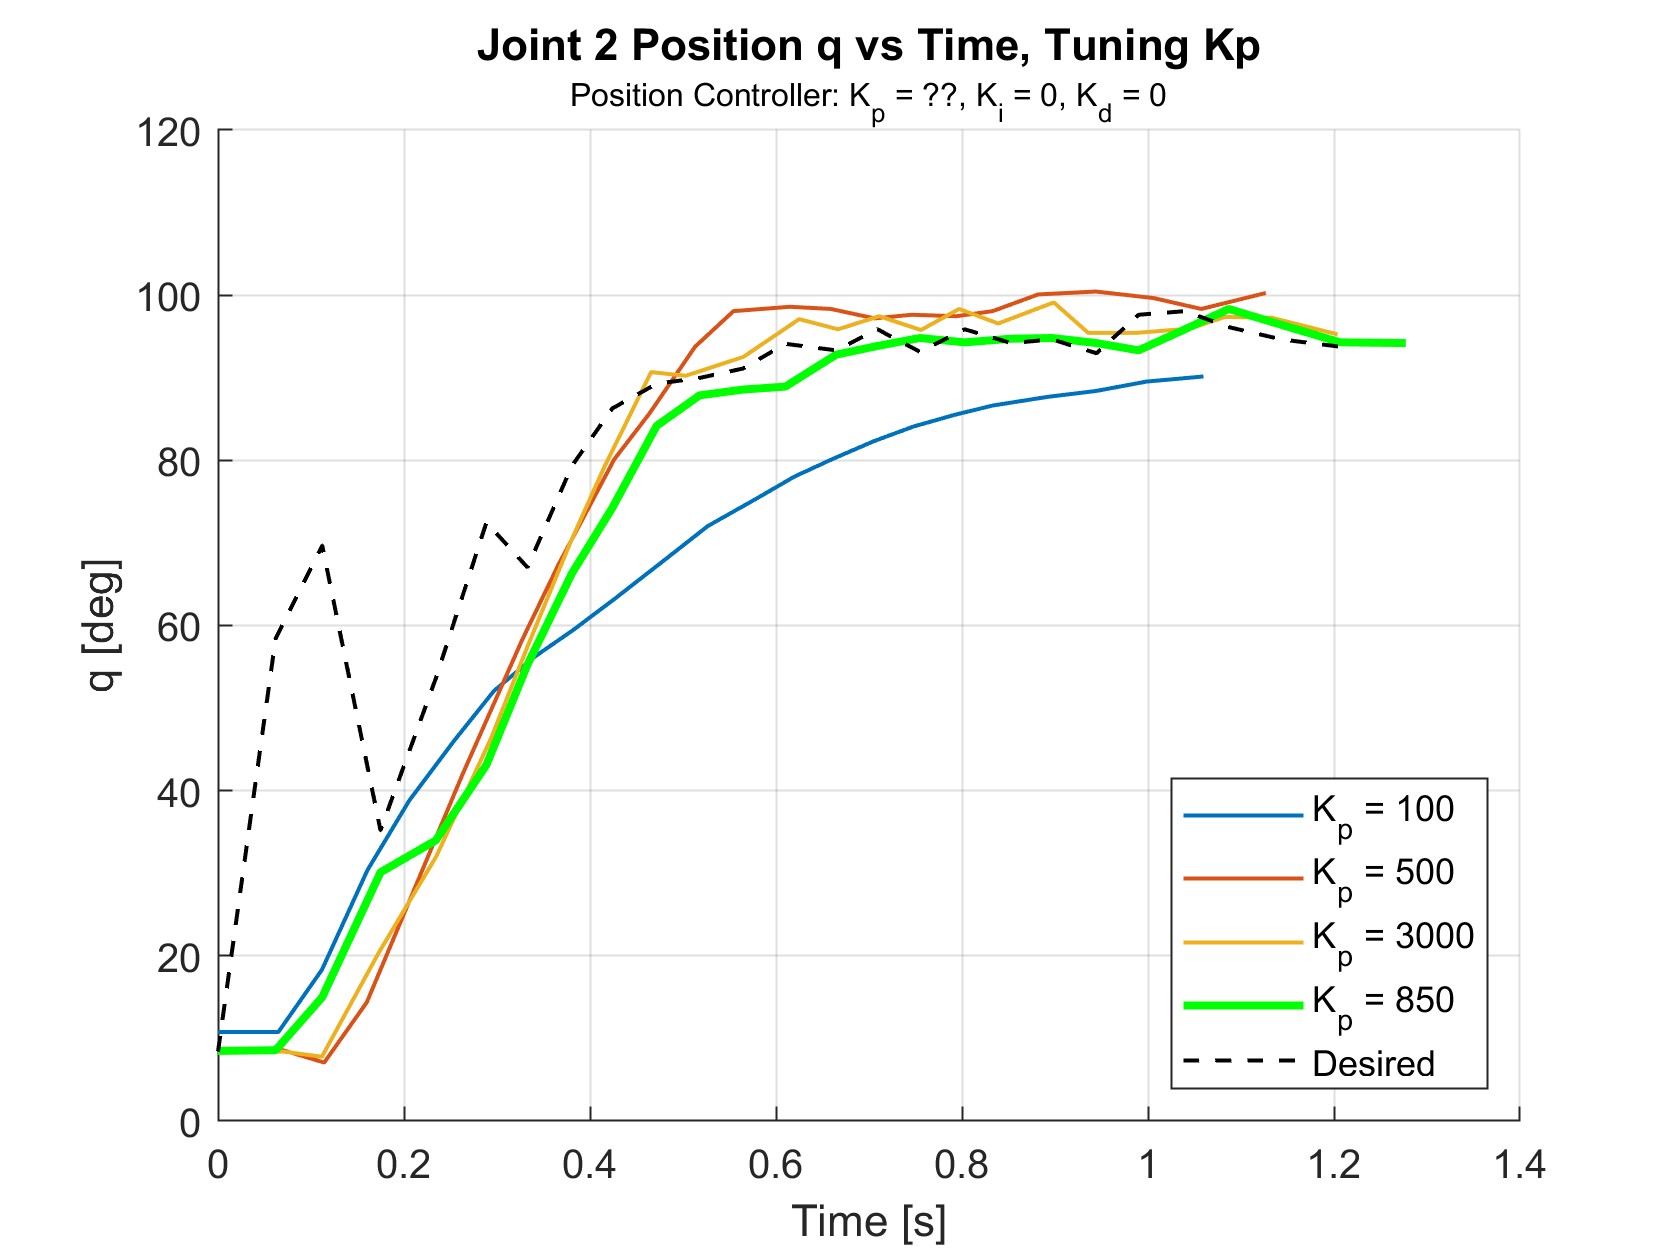 Joint 2 Position q vs Time, Tuning Kp
Position Controller: Kp = ??, Ki = 0, Kd = 0
120
100
80
60
40
20
0
q [deg]
0 0.2 0.4 0.6 0.8 1 1.2 1.4
Time [s]
Kp = 100
Kp = 500
Kp = 3000
Kp = 850
Desired